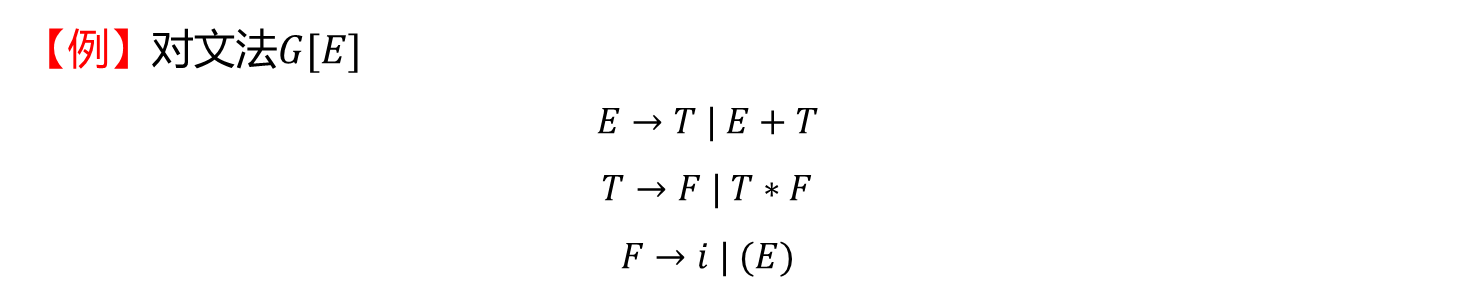 【例】对文法G[E]
E → T | E + T
T → F | T ∗ F
F → i | (E)